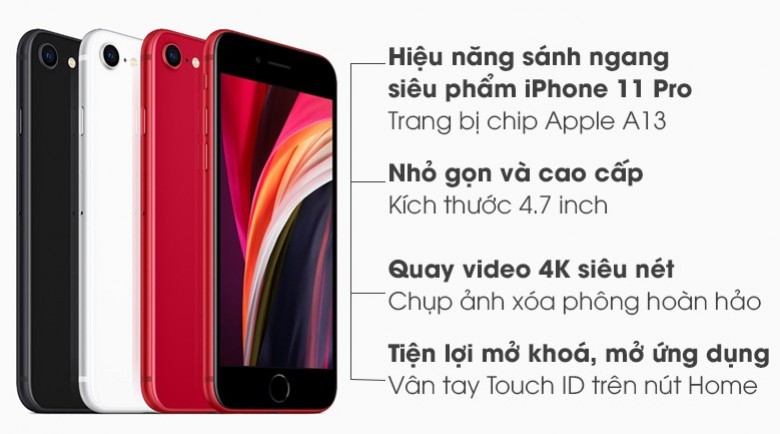 Hiệu năng sánh ngang
siêu phẩm iPhone 11 Pro
Trang bị chip Apple A13
Nhỏ gọn và cao cấp
Kích thước 4.7 inch
Quay video 4K siêu nét
Chụp ảnh xóa phông hoàn hảo
Tiện lợi mở khoá, mở ứng dụng
Vân tay Touch ID trên nút Home